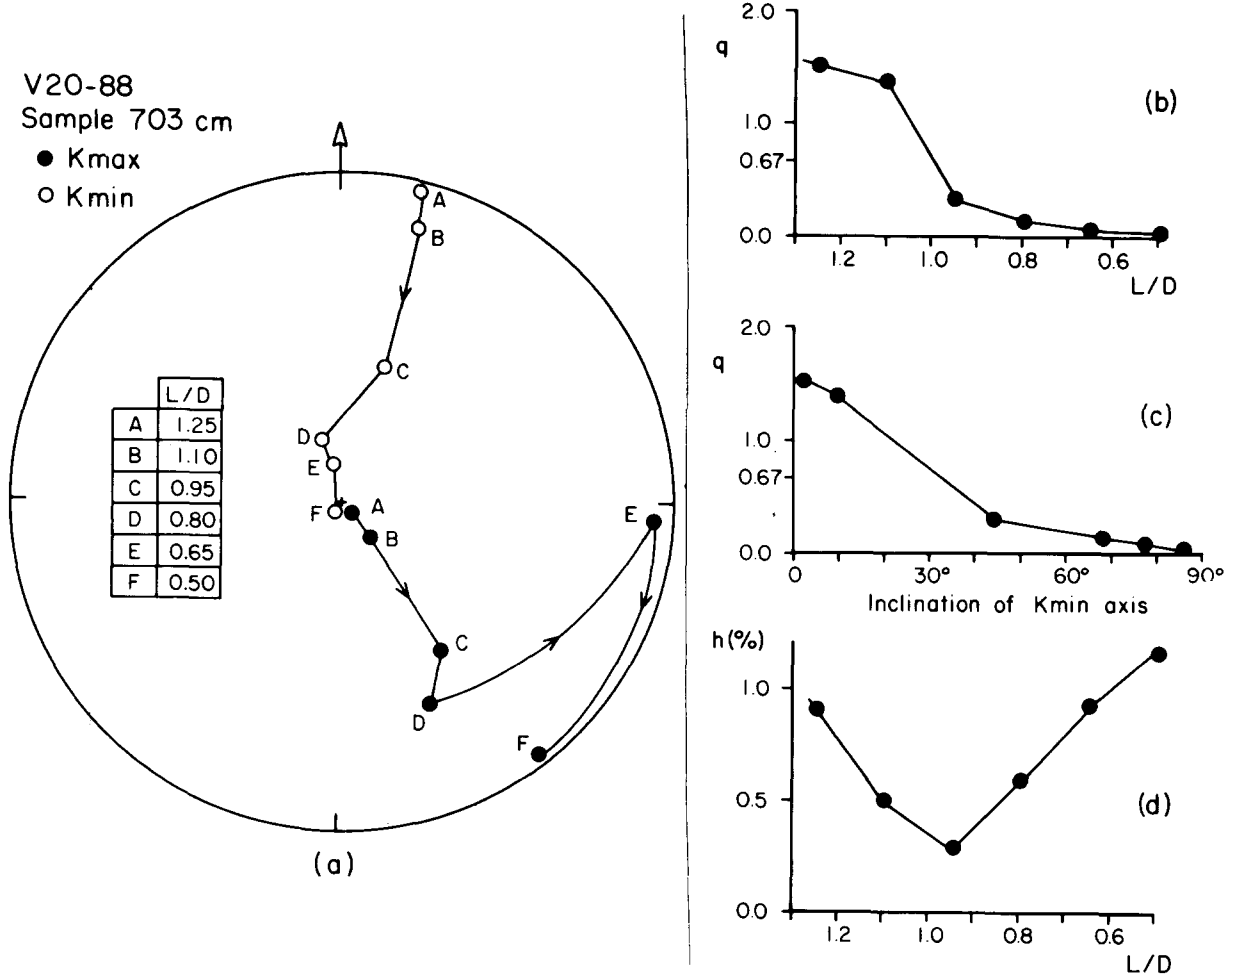 V20-88
Sample 703 cm
● Kmax
○ Kmin
A
B
C
D
E
F
A
B
C
D
E
F
L/D
A 1.25
B 1.10
C 0.95
D 0.80
E 0.65
F 0.50
(a)
2.0
q
1.0
0.67
0.0
1.2 1.0 0.8 0.6
L/D
(b)
2.0
q
1.0
0.67
0.0
0 30° 60° 90°
Inclination of Kmin axis
(c)
h(%)
1.0
0.5
0.0
1.2 1.0 0.8 0.6
L/D
(d)